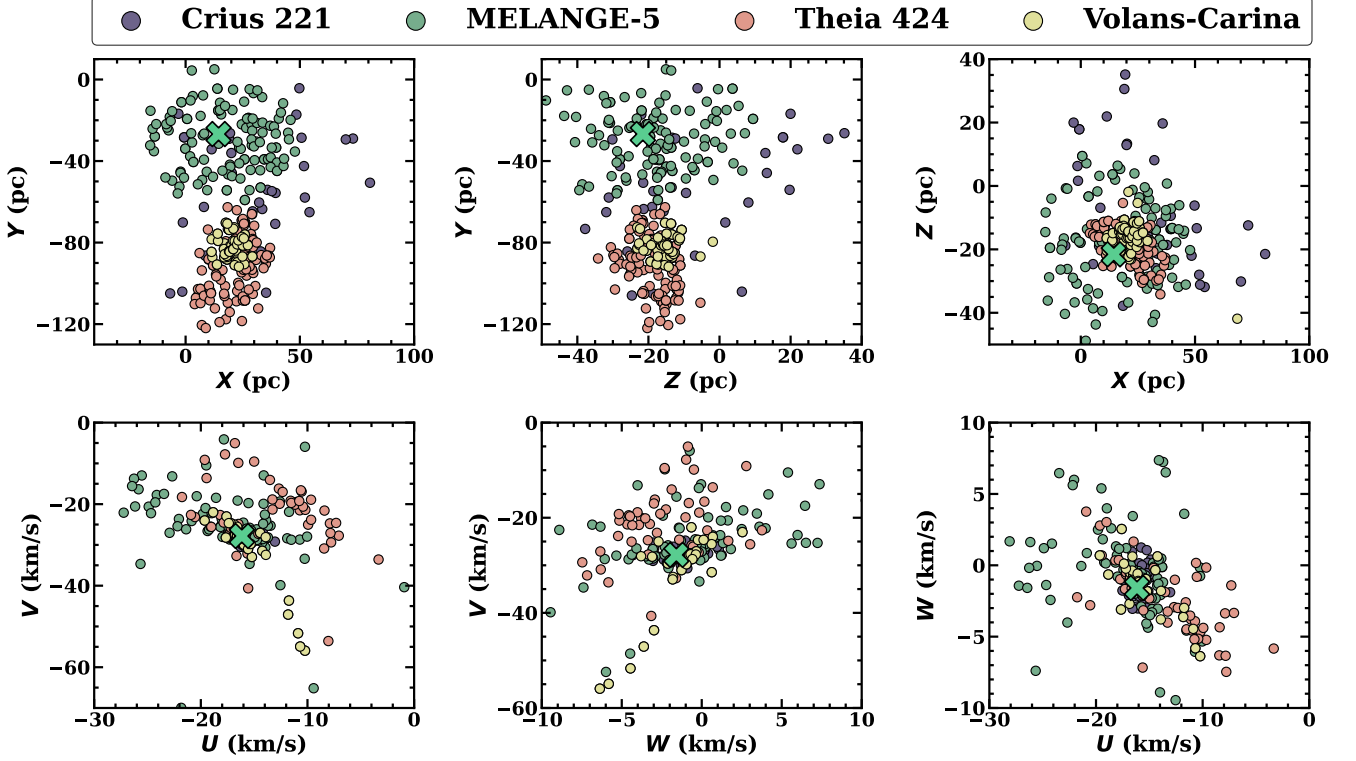 Crius 221 MELANGE-5 Theia 424 Volans-Carina
0
−40
−80
−120
Y (pc)
0 50 100
X (pc)
0
−40
−80
−120
Y (pc)
−40 −20 0 20 40
Z (pc)
40
20
0
−20
−40
Z (pc)
0 50 100
X (pc)
0
−20
−40
−60
V (km/s)
−30 −20 −10 0
U (km/s)
0
−20
−40
−60
V (km/s)
−10 −5 0 5 10
W (km/s)
10
5
0
−5
−10
W (km/s)
−30 −20 −10 0
U (km/s)